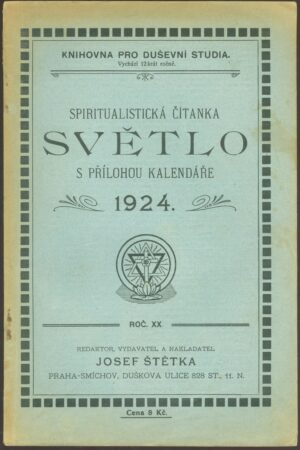 KNIHOVNA PRO DUŠEVNÍ STUDIA.
Vychází 12krát ročně.
SPIRITUALISTICKÁ ČÍTANKA
SVĚTLO
S PŘÍLOHOU KALENDÁŘE
1924.
ROČ. XX
REDAKTOR, VYDAVATEL A NAKLADATEL
JOSEF ŠTĚTKA
PRAHA-SMÍCHOV, DUŠKOVA ULICE 828 ST., 11. N.
Cena 8 Kč.